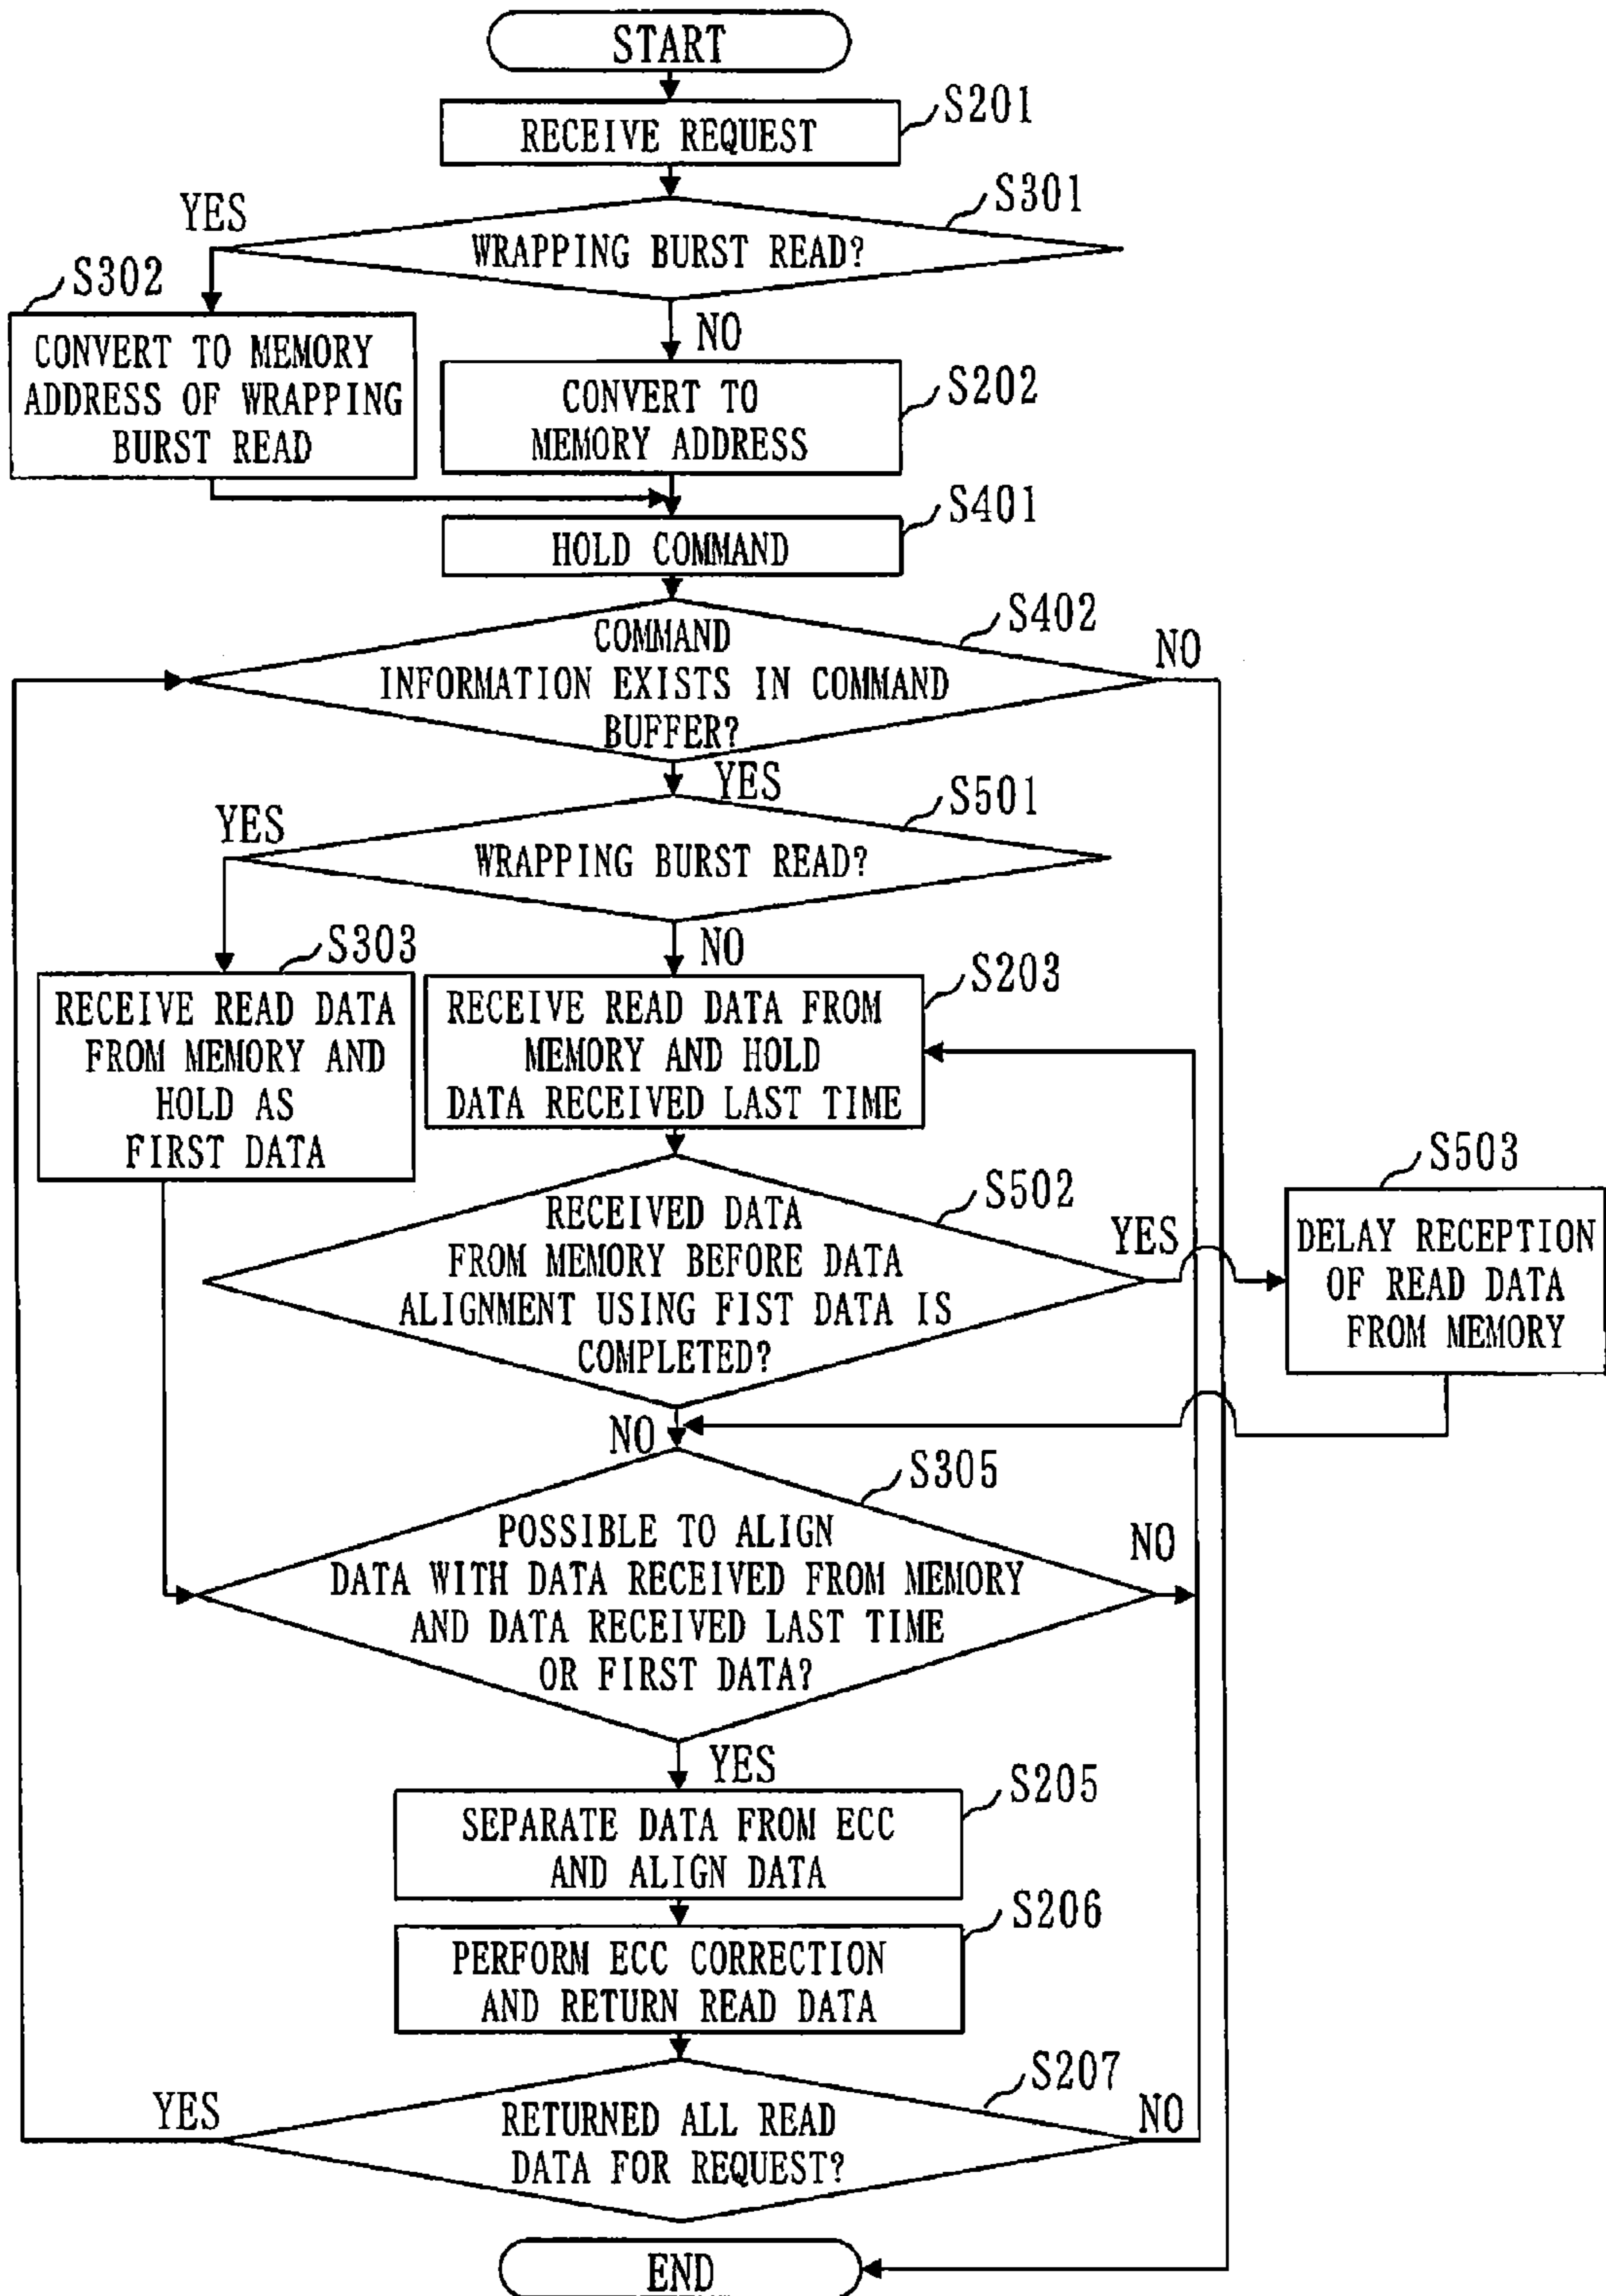 START
S201
RECEIVE REQUEST
S301
YES
WRAPPING BURST READ?
S302
NO
CONVERT TO MEMORY
ADDRESS OF WRAPPING
BURST READ
S202
CONVERT TO
MEMORY ADDRESS
S401
HOLD COMMAND
S402
COMMAND
INFORMATION EXISTS IN COMMAND
BUFFER?
NO
YES
S501
YES
WRAPPING BURST READ?
S303
NO
RECEIVE READ DATA
FROM MEMORY AND
HOLD AS
FIRST DATA
S203
RECEIVE READ DATA FROM
MEMORY AND HOLD
DATA RECEIVED LAST TIME
S502
RECEIVED DATA
FROM MEMORY BEFORE DATA
ALIGNMENT USING FIST DATA IS
COMPLETED?
YES
S503
DELAY RECEPTION
OF READ DATA
FROM MEMORY
NO
S305
POSSIBLE TO ALIGN
DATA WITH DATA RECEIVED FROM MEMORY
AND DATA RECEIVED LAST TIME
OR FIRST DATA?
NO
YES
S205
SEPARATE DATA FROM ECC
AND ALIGN DATA
S206
PERFORM ECC CORRECTION
AND RETURN READ DATA
S207
YES
RETURNED ALL READ
DATA FOR REQUEST?
NO
END